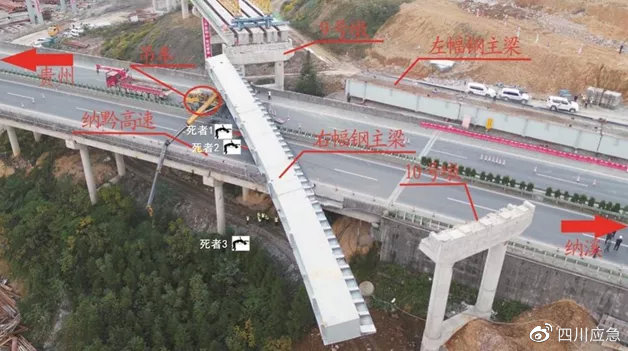 9号墩
左幅钢主梁
吊车
贵州
纳黔高速
死者1
死者2
右幅钢主梁
10号墩
死者3
纳溪
四川应急